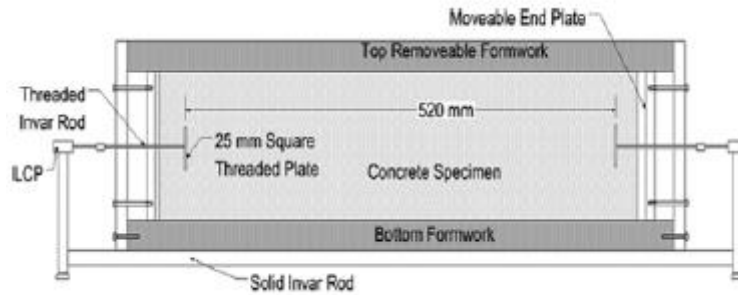 Moveable End Plate
Top Removeable Formwork
Threaded
Invar Rod
520 mm
25 mm Square
Threaded Plate
ILCP
Concrete Specimen
Bottom Formwork
Solid Invar Rod